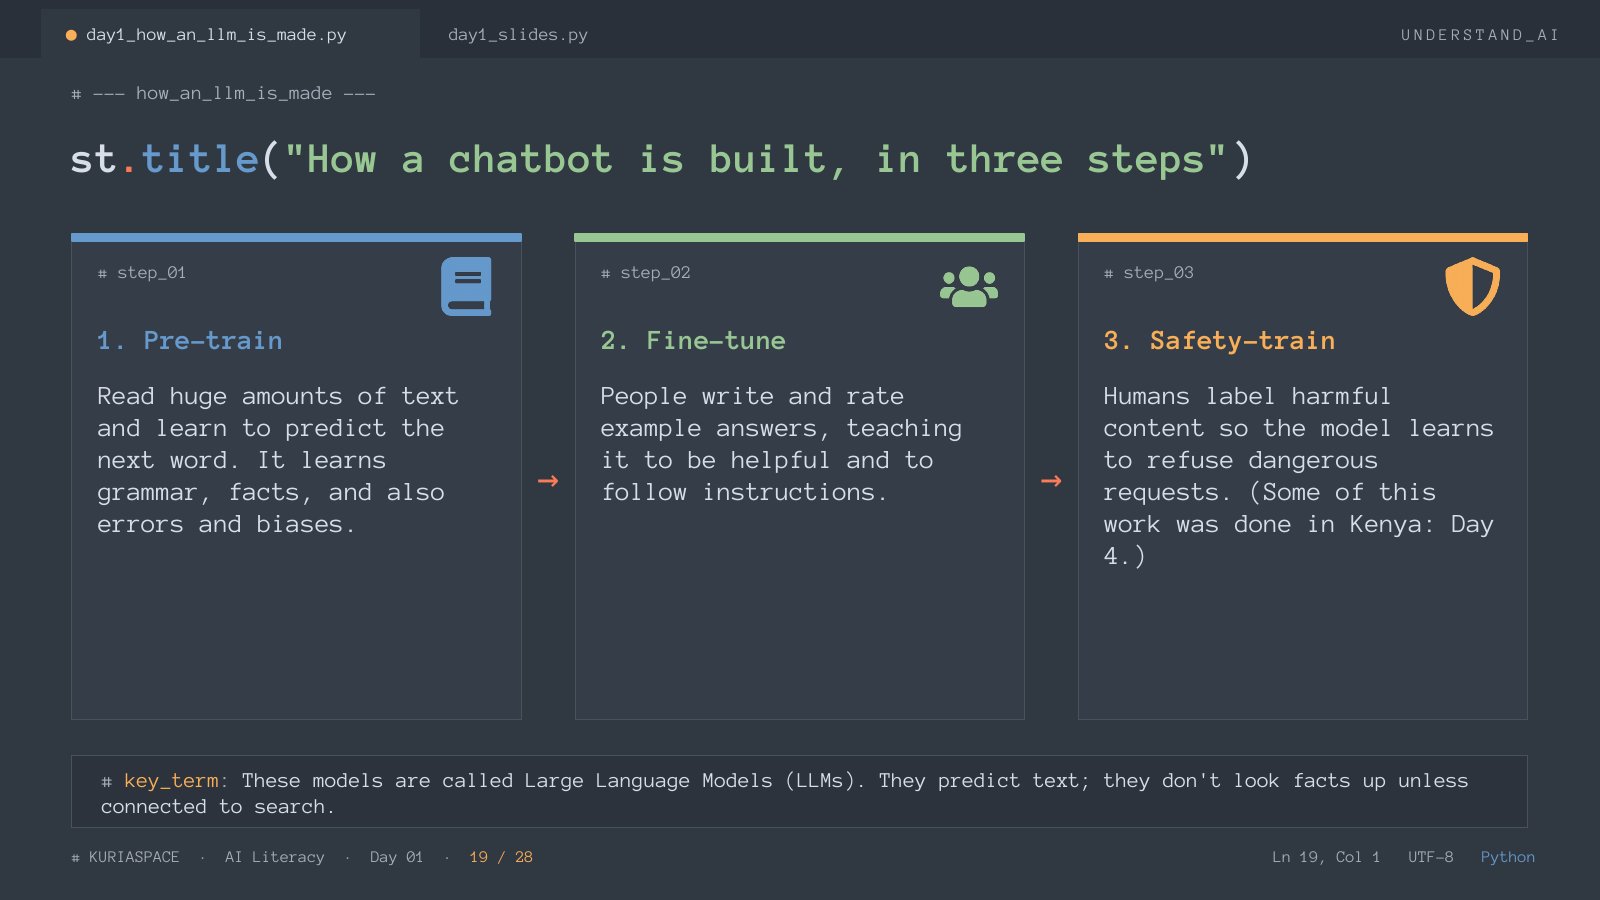 day1_how_an_llm_is_made.py
day1_slides.py
UNDERSTAND_AI
# --- how_an_llm_is_made ---
st.title("How a chatbot is built, in three steps")
# step_01
1. Pre-train
Read huge amounts of text
and learn to predict the
next word. It learns
grammar, facts, and also
errors and biases.
→
# step_02
2. Fine-tune
People write and rate
example answers, teaching
it to be helpful and to
follow instructions.
→
# step_03
3. Safety-train
Humans label harmful
content so the model learns
to refuse dangerous
requests. (Some of this
work was done in Kenya: Day
4.)
# key_term: These models are called Large Language Models (LLMs). They predict text; they don't look facts up unless
connected to search.
# KURIASPACE · AI Literacy · Day 01 · 19 / 28
Ln 19, Col 1 UTF-8 Python